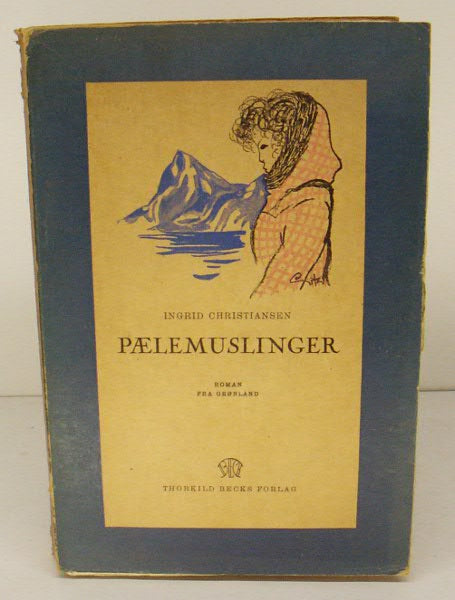 INGRID CHRISTIANSEN
PÆLEMUSLINGER
ROMAN
FRA GRØNLAND
THORKILD BECKS FORLAG